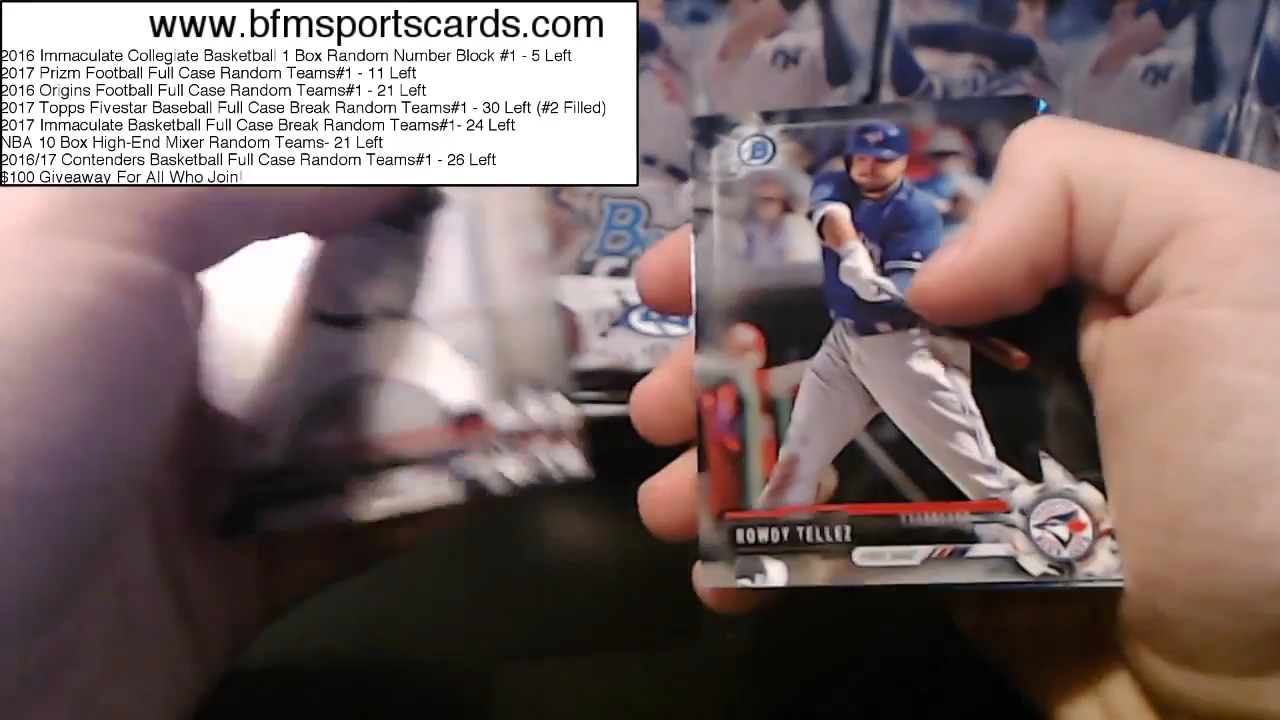 www.bfmsportscards.com
2016 Immaculate Collegiate Basketball 1 Box Random Number Block #1 - 5 Left
2017 Prizm Football Full Case Random Teams#1 - 11 Left
2016 Origins Football Full Case Random Teams#1 - 21 Left
2017 Topps Fivestar Baseball Full Case Break Random Teams#1 - 30 Left (#2 Filled)
2017 Immaculate Basketball Full Case Break Random Teams#1- 24 Left
NBA 10 Box High-End Mixer Random Teams- 21 Left
2016/17 Contenders Basketball Full Case Random Teams#1 - 26 Left
$100 Giveaway For All Who Join!
B
ROWDY TELLEZ